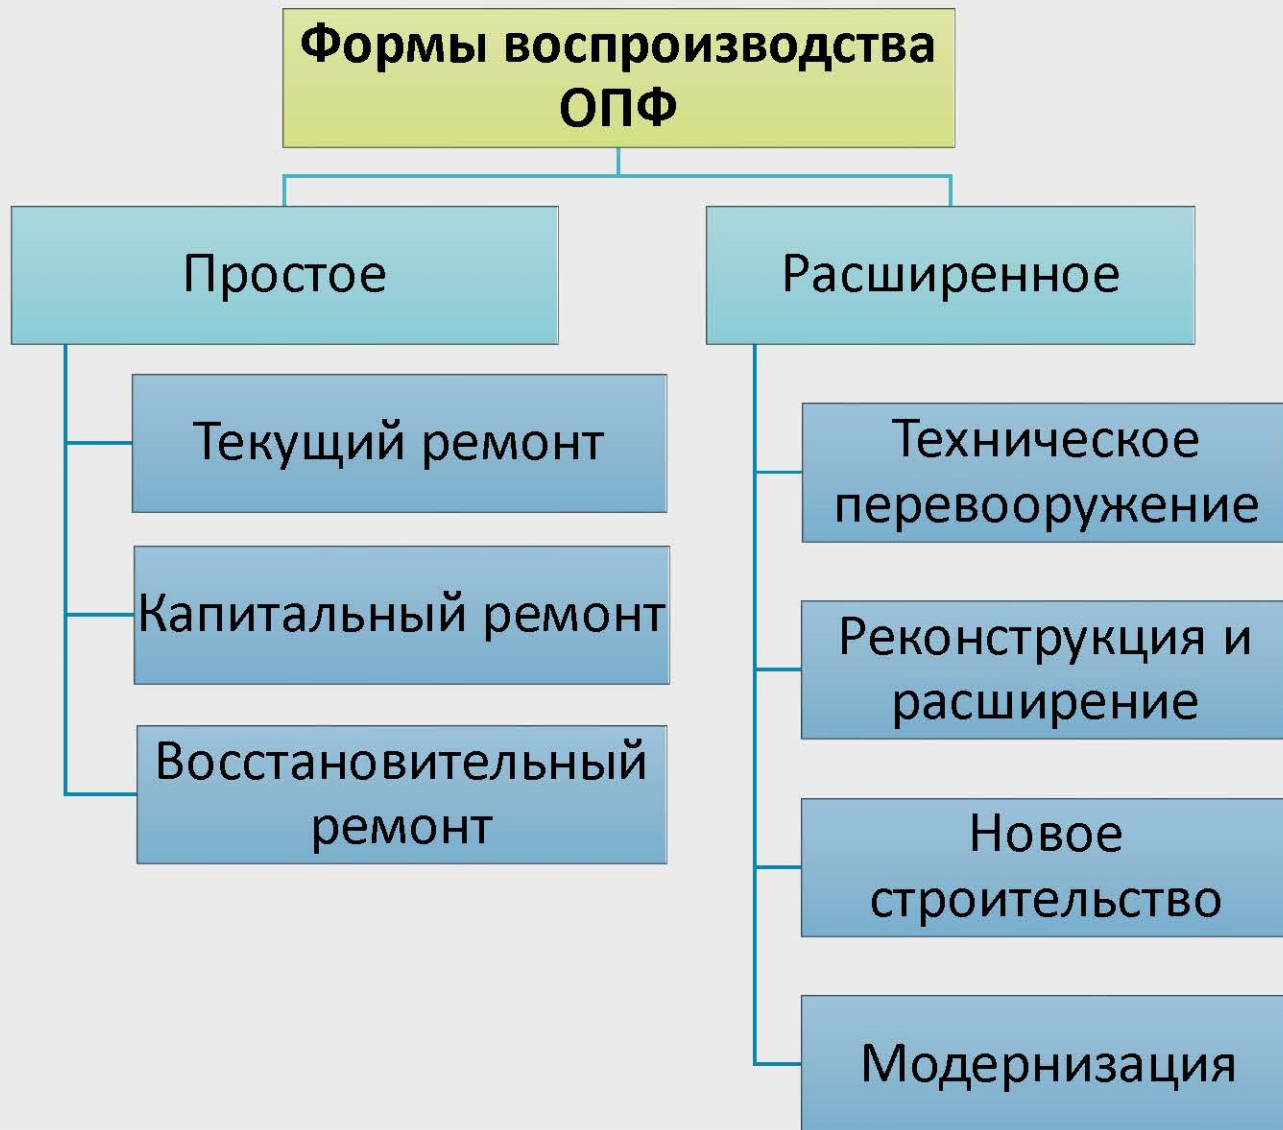 Формы воспроизводства
ОПФ
Простое
Расширенное
Текущий ремонт
Капитальный ремонт
Восстановительный
ремонт
Техническое
перевооружение
Реконструкция и
расширение
Новое
строительство
Модернизация